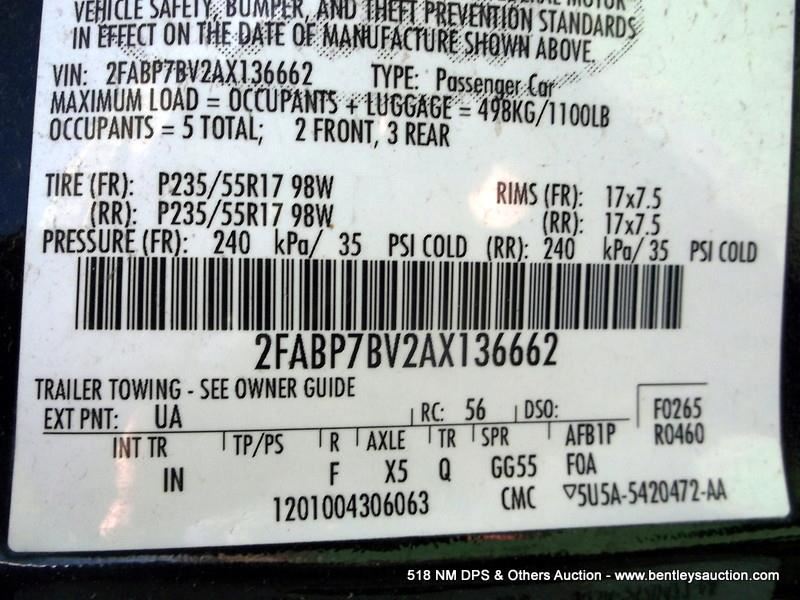 VEHICLE SAFETY, BUMPER, AND THEFT PREVENTION STANDARDS
IN EFFECT ON THE DATE OF MANUFACTURE SHOWN ABOVE.
VIN: 2FABP7BV2AX136662 TYPE: Passenger Car
MAXIMUM LOAD = OCCUPANTS + LUGGAGE = 498KG/1100LB
OCCUPANTS = 5 TOTAL; 2 FRONT, 3 REAR
TIRE (FR): P235/55R17 98W RIMS (FR): 17x7.5
(RR): P235/55R17 98W (RR): 17x7.5
PRESSURE (FR): 240 kPa/ 35 PSI COLD (RR): 240 kPa/ 35 PSI COLD
2FABP7BV2AX136662
TRAILER TOWING - SEE OWNER GUIDE
EXT PNT: UA RC: 56 DSO: F0265
INT TR TP/PS R AXLE TR SPR AFB1P R0460
IN F X5 Q GG55 FOA
1201004306063 CMC ▽5U5A-5420472-AA
518 NM DPS & Others Auction - www.bentleysauction.com